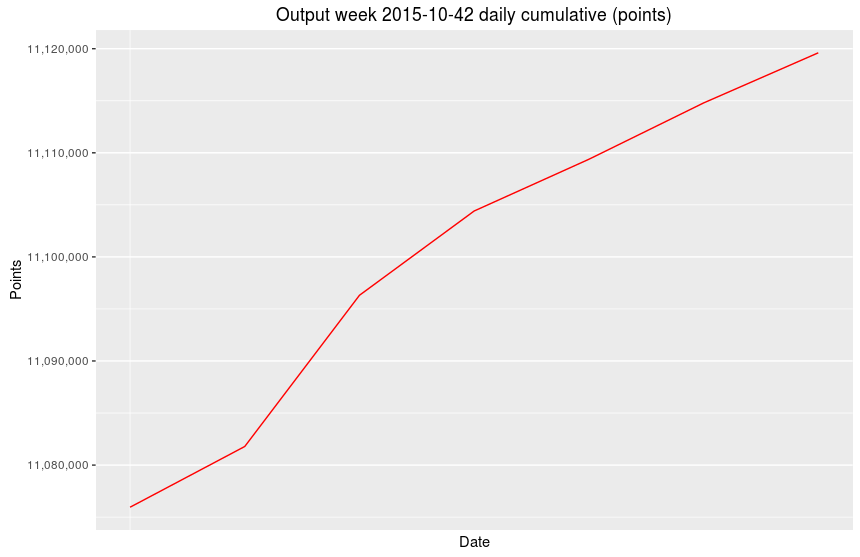 Output week 2015-10-42 daily cumulative (points)
11,120,000
11,110,000
11,100,000
11,090,000
11,080,000
Points
Date